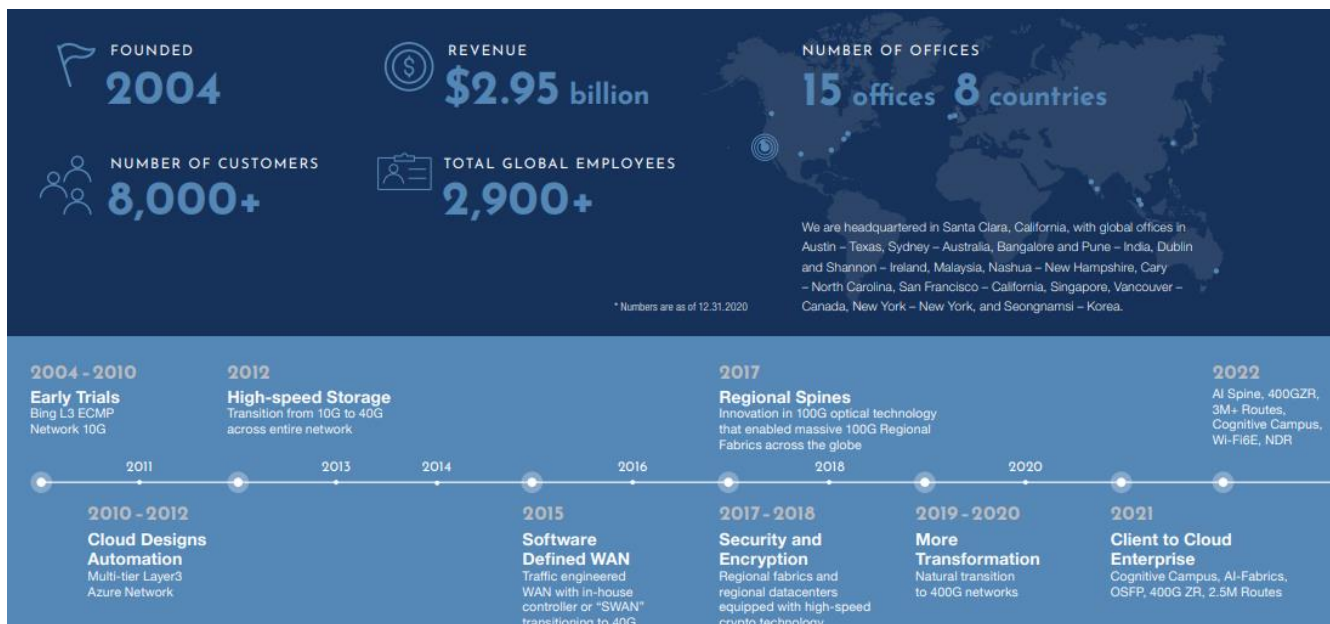 FOUNDED
2004
REVENUE
$2.95 billion
NUMBER OF OFFICES
15 offices 8 countries
NUMBER OF CUSTOMERS
8,000+
TOTAL GLOBAL EMPLOYEES
2,900+
We are headquartered in Santa Clara, California, with global offices in
Austin – Texas, Sydney – Australia, Bangalore and Pune – India, Dublin
and Shannon – Ireland, Malaysia, Nashua – New Hampshire, Cary
– North Carolina, San Francisco – California, Singapore, Vancouver –
Canada, New York – New York, and Seongnamsi – Korea.
* Numbers are as of 12.31.2020
2004 - 2010
Early Trials
Bing L3 ECMP
Network 10G
2012
High-speed Storage
Transition from 10G to 40G
across entire network
2017
Regional Spines
Innovation in 100G optical technology
that enabled massive 100G Regional
Fabrics across the globe
2022
AI Spine, 400GZR,
3M+ Routes,
Cognitive Campus,
Wi-Fi6E, NDR
2011
2013
2014
2016
2018
2020
2010 - 2012
Cloud Designs
Automation
Multi-tier Layer3
Azure Network
2015
Software
Defined WAN
Traffic engineered
WAN with in-house
controller or “SWAN”
transitioning to 40G
2017 - 2018
Security and
Encryption
Regional fabrics and
regional datacenters
equipped with high-speed
crypto technology
2019 - 2020
More
Transformation
Natural transition
to 400G networks
2021
Client to Cloud
Enterprise
Cognitive Campus, AI-Fabrics,
OSFP, 400G ZR, 2.5M Routes